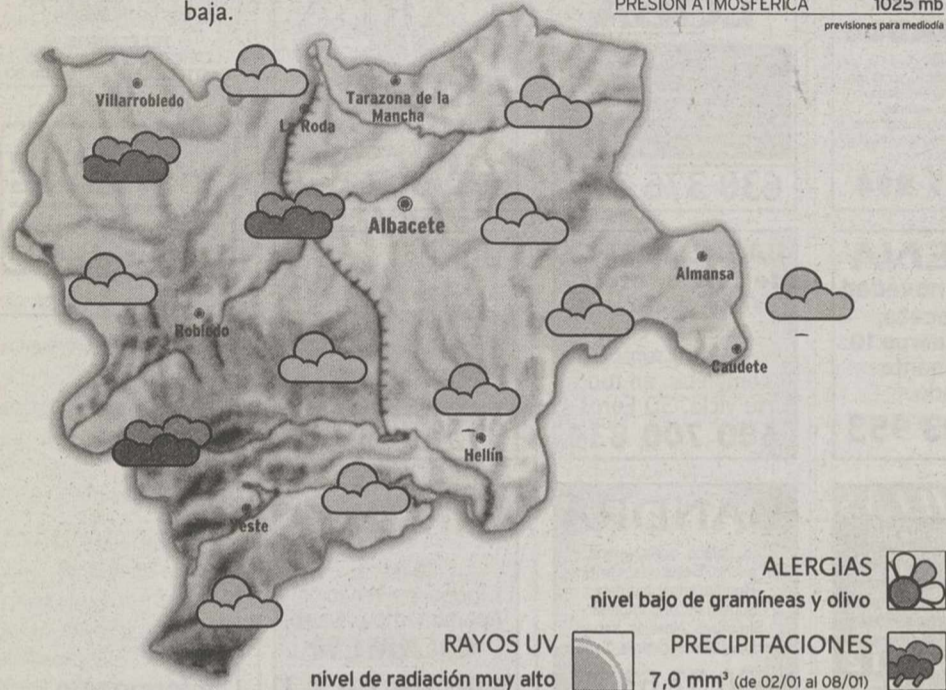 baja.
PRESIÓN ATMOSFÉRICA 1025 mb
previsiones para mediodía
Villarrobledo
La Roda
Tarazona de la
Mancha
Albacete
Almansa
Robledo
Caudete
Hellín
Yeste
ALERGIAS
nivel bajo de gramíneas y olivo
RAYOS UV
nivel de radiación muy alto
PRECIPITACIONES
7,0 mm³ (de 02/01 al 08/01)